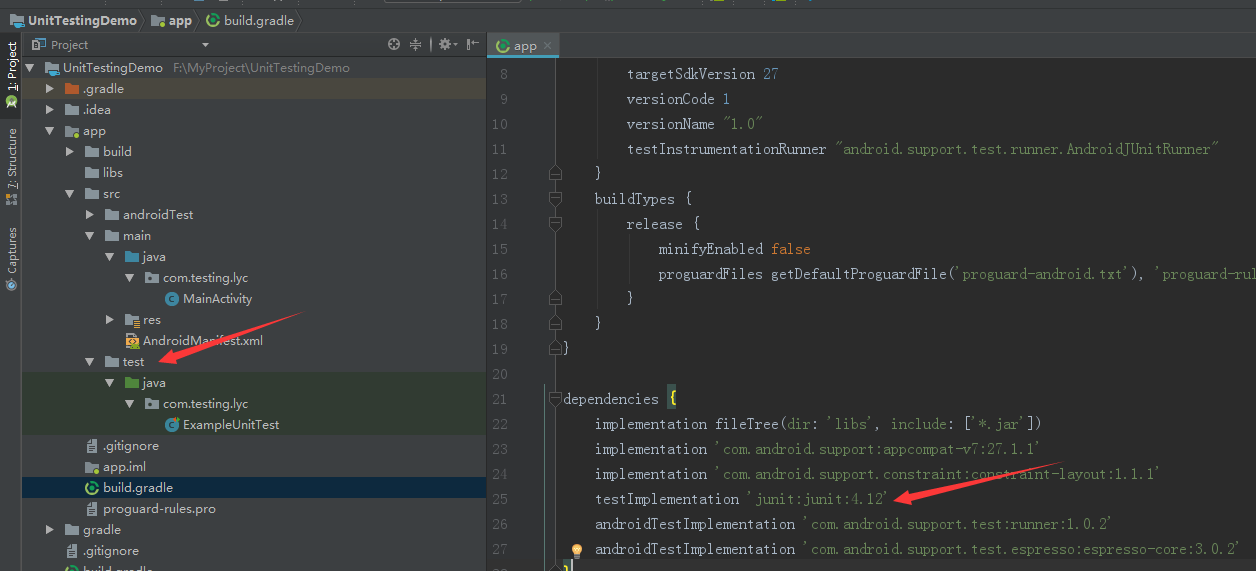 UnitTestingDemo app build.gradle
Project
app
1: Project
7: Structure
Captures
UnitTestingDemo F:\MyProject\UnitTestingDemo
.gradle
.idea
app
build
libs
src
androidTest
main
java
com.testing.lyc
MainActivity
res
AndroidManifest.xml
test
java
com.testing.lyc
ExampleUnitTest
.gitignore
app.iml
build.gradle
proguard-rules.pro
gradle
.gitignore
build.gradle
8 targetSdkVersion 27
9 versionCode 1
10 versionName "1.0"
11 testInstrumentationRunner "android.support.test.runner.AndroidJUnitRunner"
12 }
13 buildTypes {
14 release {
15 minifyEnabled false
16 proguardFiles getDefaultProguardFile('proguard-android.txt'), 'proguard-rul
17 }
18 }
19 }
20
21 dependencies {
22 implementation fileTree(dir: 'libs', include: ['*.jar'])
23 implementation 'com.android.support:appcompat-v7:27.1.1'
24 implementation 'com.android.support.constraint:constraint-layout:1.1.1'
25 testImplementation 'junit:junit:4.12'
26 androidTestImplementation 'com.android.support.test:runner:1.0.2'
27 androidTestImplementation 'com.android.support.test.espresso:espresso-core:3.0.2'
28 }